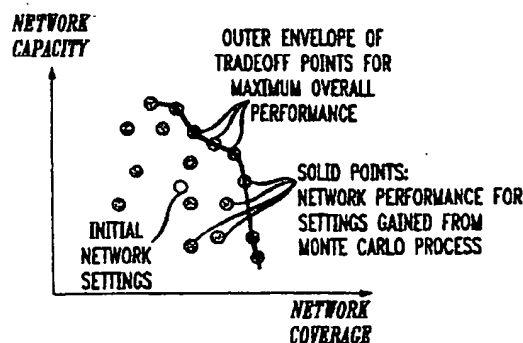 NETWORK
CAPACITY
OUTER ENVELOPE OF
TRADEOFF POINTS FOR
MAXIMUM OVERALL
PERFORMANCE
SOLID POINTS:
NETWORK PERFORMANCE FOR
SETTINGS GAINED FROM
MONTE CARLO PROCESS
INITIAL
NETWORK
SETTINGS
NETWORK
COVERAGE